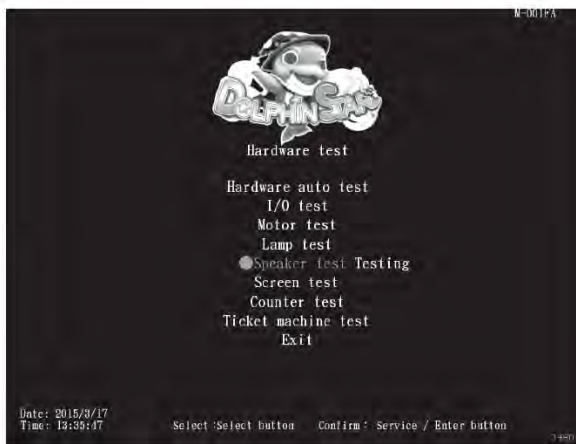 M-001FA
DOLPHIN STAR
Hardware test
Hardware auto test
I/O test
Motor test
Lamp test
Speaker test Testing
Screen test
Counter test
Ticket machine test
Exit
Date: 2015/3/17
Time: 13:35:47
Select :Select button Confirm : Service / Enter button